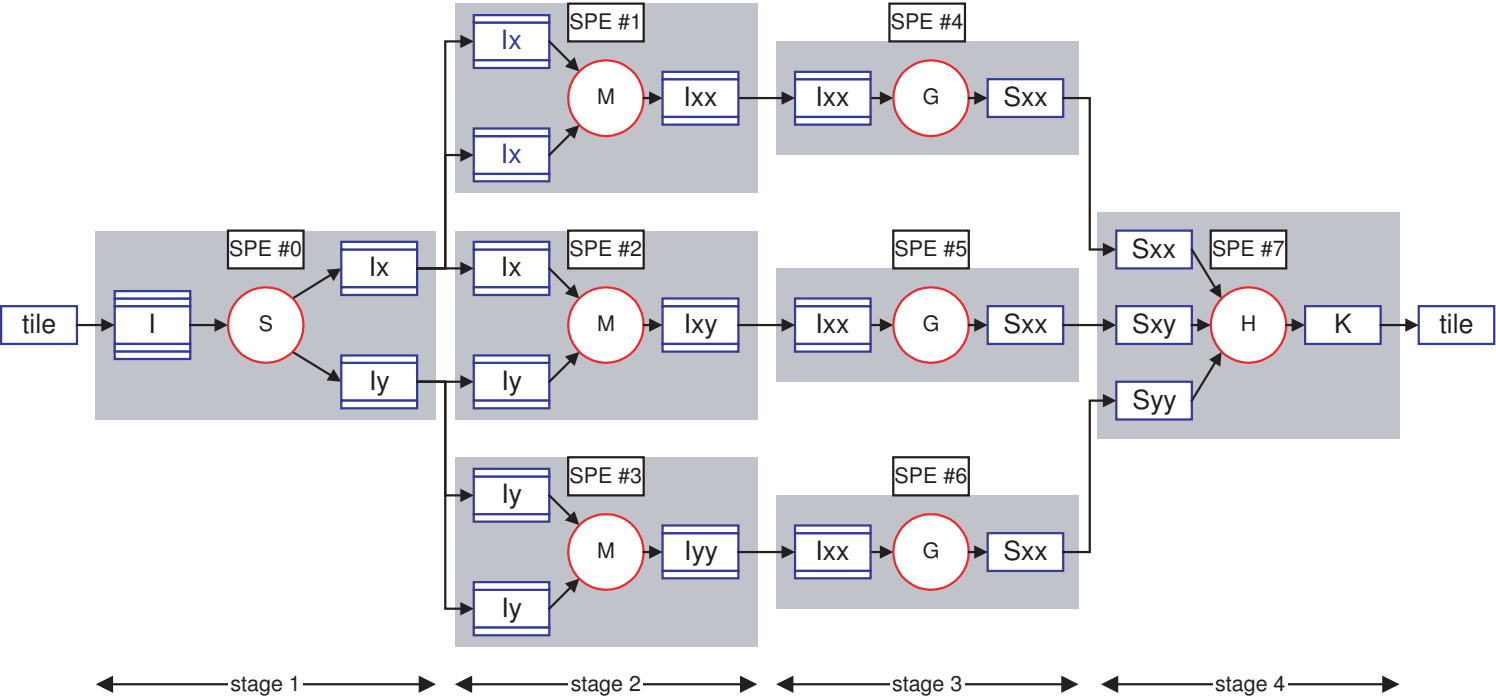 tile
SPE #0
I
S
Ix
Iy
SPE #1
Ix
Ix
M
Ixx
SPE #2
Ix
Iy
M
Ixy
SPE #3
Iy
Iy
M
Iyy
SPE #4
Ixx
G
Sxx
SPE #5
Ixx
G
Sxx
SPE #6
Ixx
G
Sxx
SPE #7
Sxx
Sxy
Syy
H
K
tile
stage 1
stage 2
stage 3
stage 4